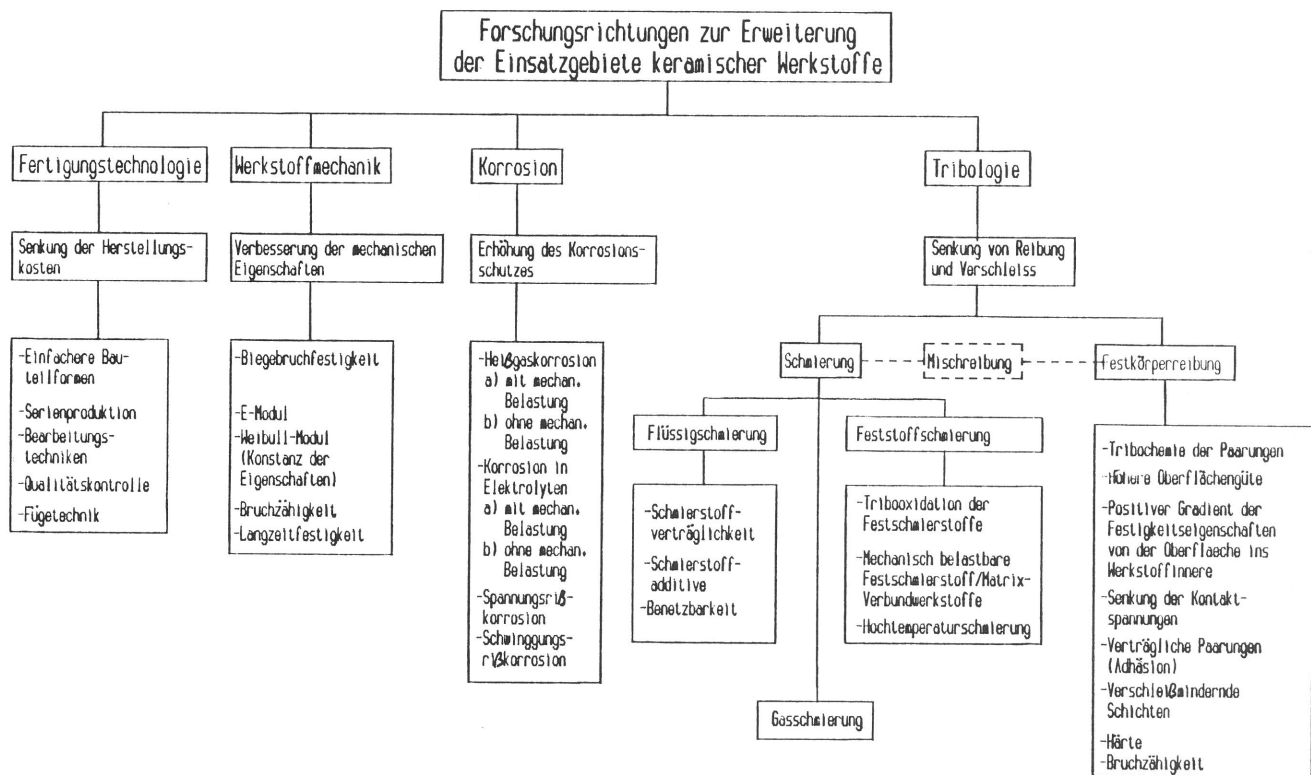 Forschungsrichtungen zur Erweiterung
der Einsatzgebiete keramischer Werkstoffe
Fertigungstechnologie
Senkung der Herstellungs-
kosten
-Einfachere Bau-
teilformen
-Serienproduktion
-Bearbeitungs-
techniken
-Qualitätskontrolle
-Fügetechnik
Werkstoffmechanik
Verbesserung der mechanischen
Eigenschaften
-Biegebruchfestigkeit
-E-Modul
-Weibull-Modul
(Konstanz der
Eigenschaften)
-Bruchzähigkeit
-Langzeitfestigkeit
Korrosion
Erhöhung des Korrosions-
schutzes
-Heißgaskorrosion
a) mit mechan.
Belastung
b) ohne mechan.
Belastung
-Korrosion in
Elektrolyten
a) mit mechan.
Belastung
b) ohne mechan.
Belastung
-Spannungsriß-
korrosion
-Schwinggungs-
rißkorrosion
Tribologie
Senkung von Reibung
und Verschleiss
Schmierung
Mischreibung
Festkörperreibung
Flüssigschmierung
-Schmierstoff-
verträglichkeit
-Schmierstoff-
additive
-Benetzbarkeit
Feststoffschmierung
-Tribooxidation der
Festschmierstoffe
-Mechanisch belastbare
Festschmierstoff/Matrix-
Verbundwerkstoffe
-Hochtemperaturschmierung
Gasschmierung
-Tribochemie der Paarungen
-Höhere Oberflächengüte
-Positiver Gradient der
Festigkeitseigenschaften
von der Oberflaeche ins
Werkstoffinnere
-Senkung der Kontakt-
spannungen
-Verträgliche Paarungen
(Adhäsion)
-Verschleißmindernde
Schichten
-Härte
-Bruchzähigkeit